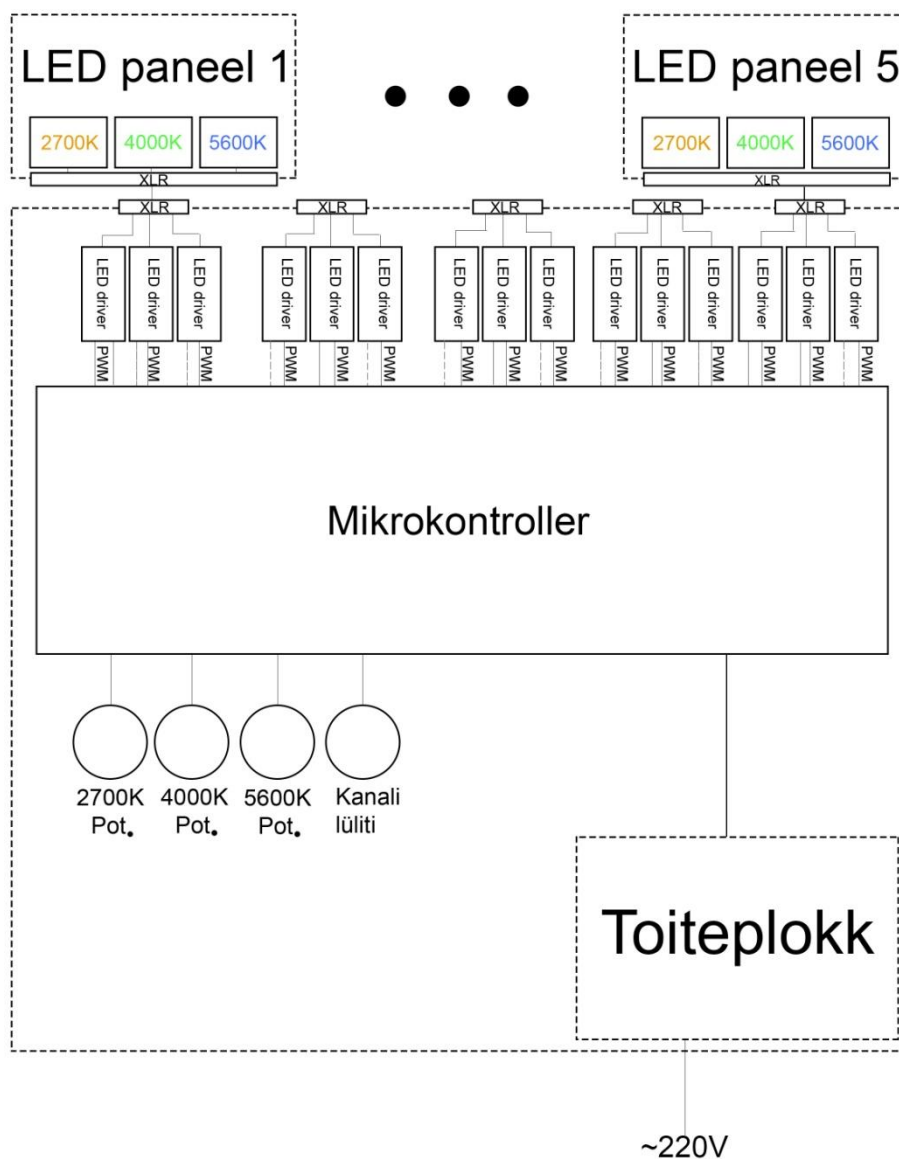 LED paneel 1
LED paneel 5
2700K 4000K 5600K
2700K 4000K 5600K
XLR
XLR
XLR XLR XLR XLR XLR
LED driver LED driver LED driver LED driver LED driver LED driver LED driver LED driver LED driver LED driver LED driver LED driver LED driver LED driver LED driver
PWM PWM PWM PWM PWM PWM PWM PWM PWM PWM PWM PWM PWM PWM PWM
Mikrokontroller
2700K Pot.
4000K Pot.
5600K Pot.
Kanali
lüliti
Toiteplokk
~220V